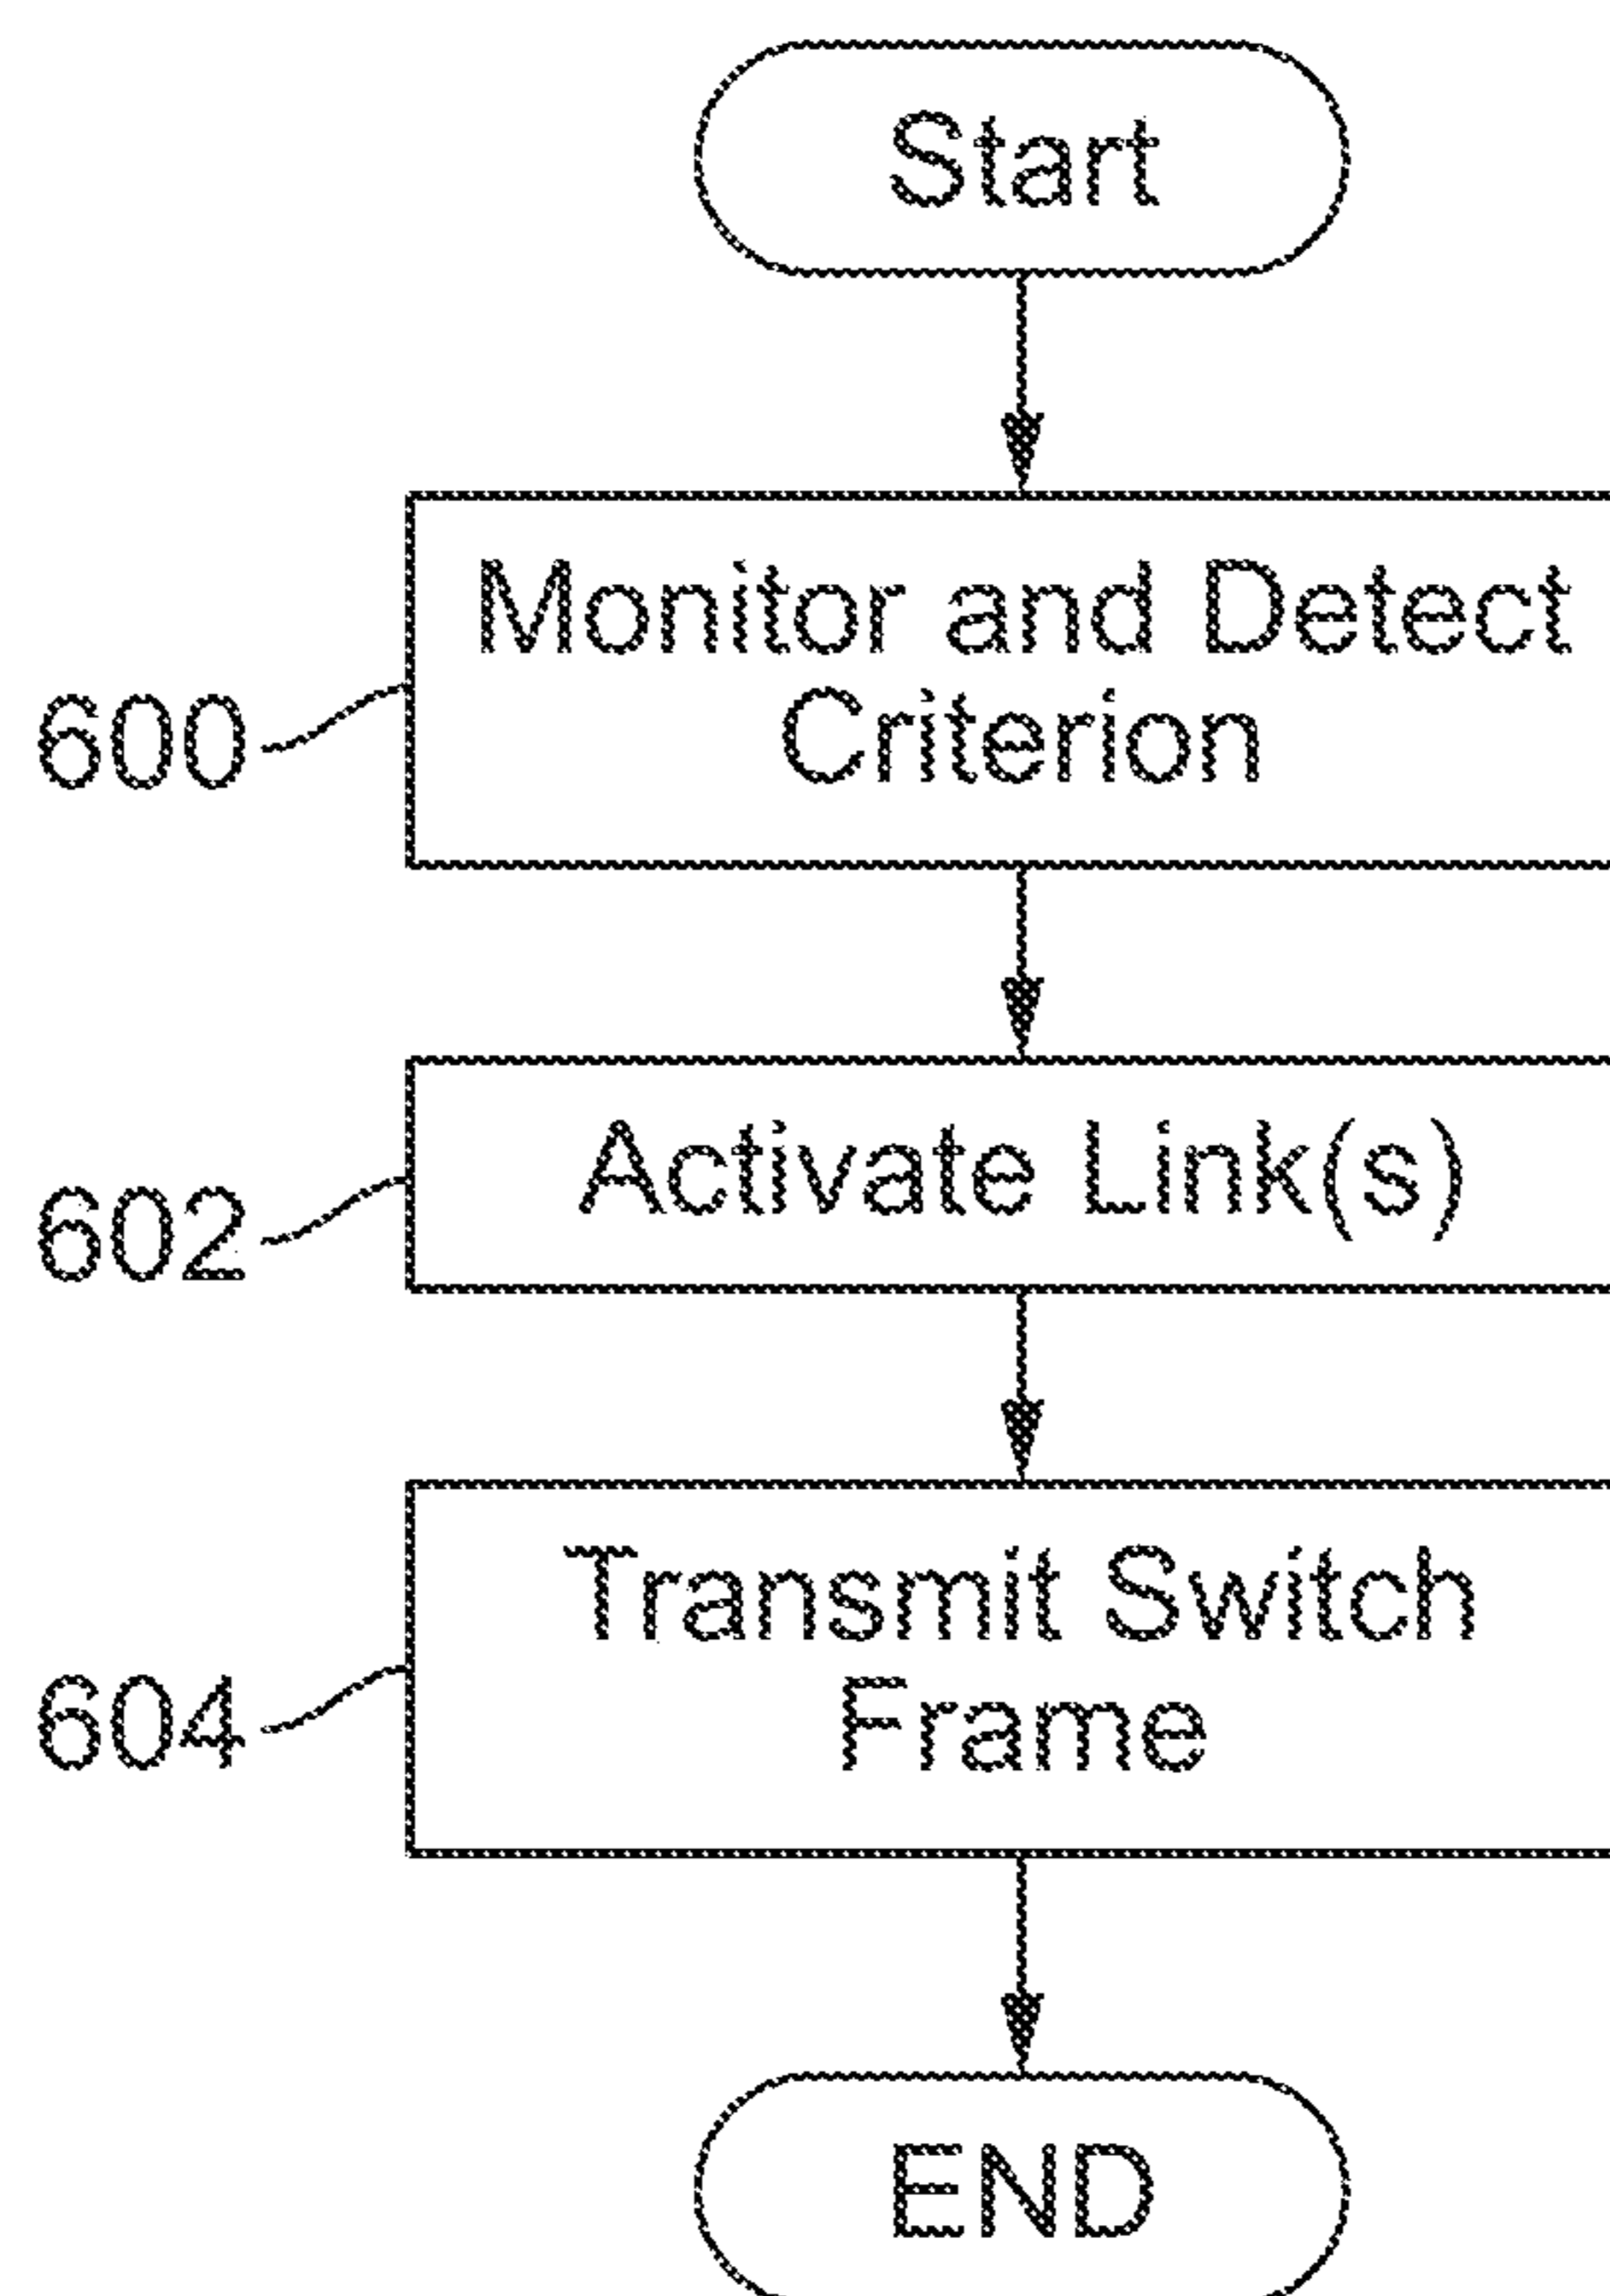 Start
Monitor and Detect
Criterion
600
Activate Link(s)
602
Transmit Switch
Frame
604
END